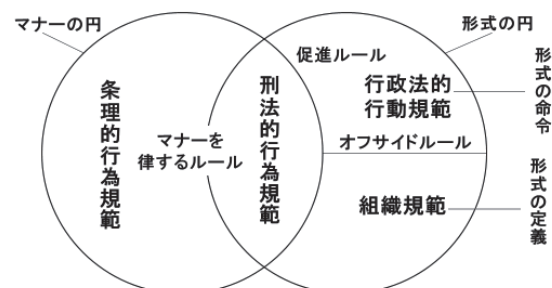 マナーの円
形式の円
促進ルール
条理的行為規範
マナーを
律するルール
刑法的行為規範
行政法的
行動規範
形式の命令
オフサイドルール
組織規範
形式の定義